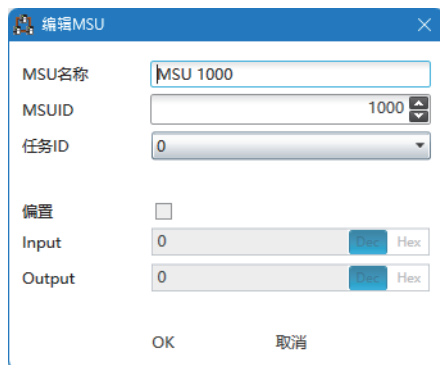 编辑MSU
MSU名称 MSU 1000
MSUID 1000
任务ID 0
偏置
Input 0 Dec Hex
Output 0 Dec Hex
OK 取消